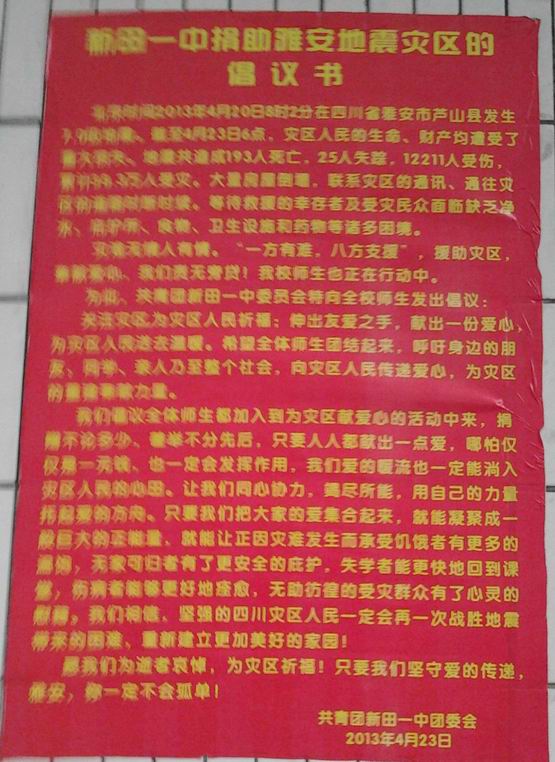 新田一中捐助雅安地震灾区的
倡议书
北京时间2013年4月20日8时2分在四川省雅安市芦山县发生
7.0级地震。截至4月23日6点,灾区人民的生命、财产均遭受了
重大损失。地震共造成193人死亡,25人失踪,12211人受伤,
累计99.3万人受灾。大量房屋倒塌,联系灾区的通讯、通往灾
区的道路时断时续。等待救援的幸存者及受灾民众面临缺乏净
水、庇护所、食物、卫生设施和药物等诸多困境。
灾难无情人有情。“一方有难,八方支援”,援助灾区,
奉献爱心,我们责无旁贷!我校师生也正在行动中。
为此,共青团新田一中委员会特向全校师生发出倡议:
关注灾区为灾区人民祈福;伸出友爱之手,献出一份爱心,
为灾区人民送去温暖。希望全体师生团结起来,呼吁身边的朋
友、同学、亲人乃至整个社会,向灾区人民传递爱心,为灾区
的重建奉献力量。
我们倡议全体师生都加入到为灾区献爱心的活动中来,捐
赠不论多少,善举不分先后,只要人人都献出一点爱,哪怕仅
仅是一元钱,也一定会发挥作用,我们爱的暖流也一定能淌入
灾区人民的心田。让我们同心协力,竭尽所能,用自己的力量
托起爱的方舟。只要我们把大家的爱集合起来,就能凝聚成一
股巨大的正能量,就能让正因灾难发生而承受饥饿者有更多的
食物,无家可归者有了更安全的庇护,失学者能更快地回到课
堂,伤病者能够更好地痊愈,无助彷徨的受灾群众有了心灵的
慰藉。我们相信,坚强的四川灾区人民一定会再一次战胜地震
带来的困难,重新建立更加美好的家园!
愿我们为逝者哀悼,为灾区祈福!只要我们坚守爱的传递,
雅安,你一定不会孤单!
共青团新田一中团委会
2013年4月23日